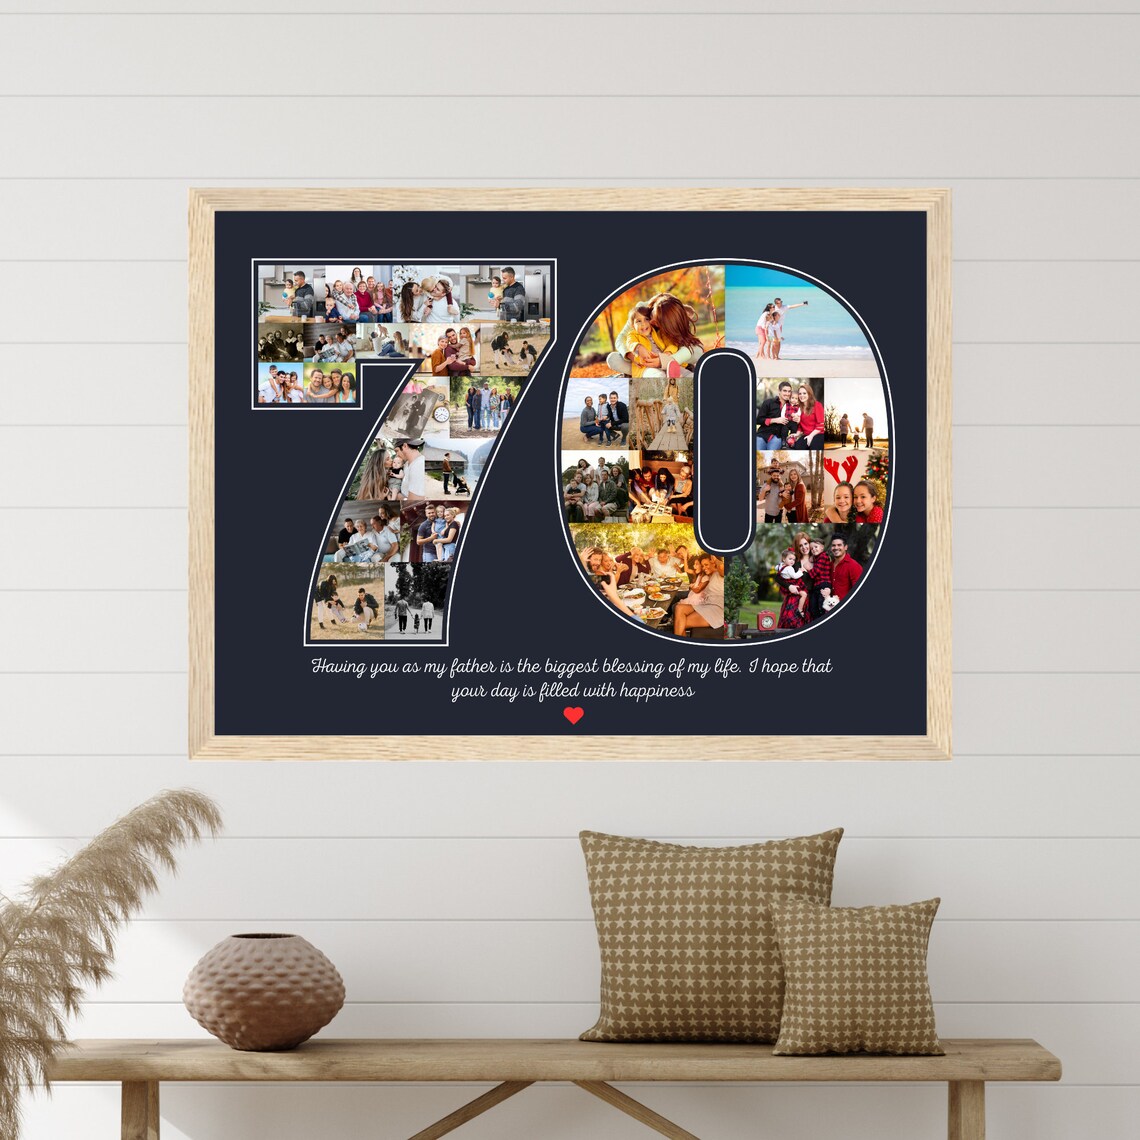 70
Having you as my father is the biggest blessing of my life. I hope that
your day is filled with happiness